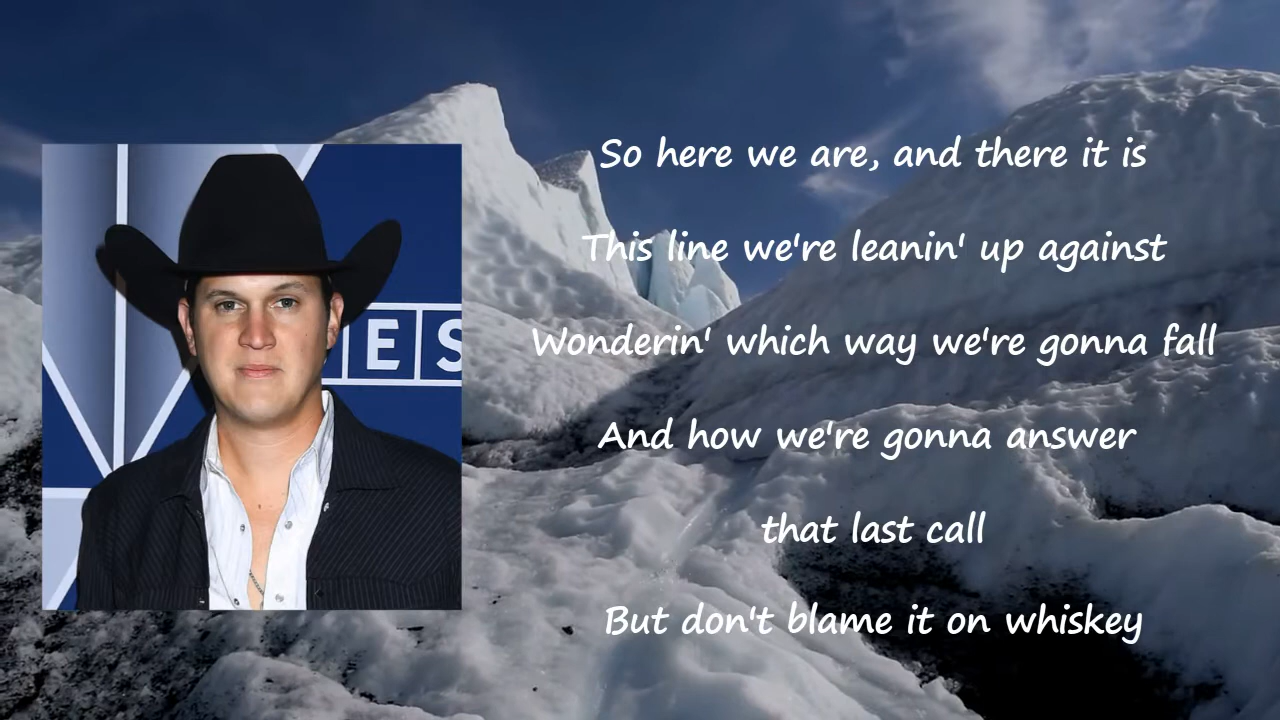 ES
So here we are, and there it is
This line we're leanin' up against
Wonderin' which way we're gonna fall
And how we're gonna answer
that last call
But don't blame it on whiskey